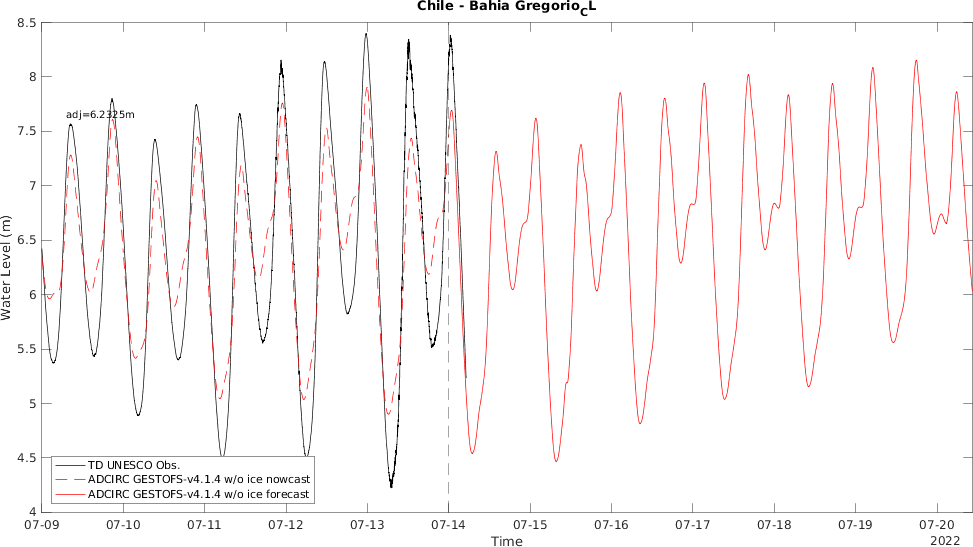 Chile - Bahia Gregorio_CL
8.5
8
7.5
7
6.5
6
5.5
5
4.5
4
Water Level (m)
adj=6.2325m
TD UNESCO Obs.
ADCIRC GESTOFS-v4.1.4 w/o ice nowcast
ADCIRC GESTOFS-v4.1.4 w/o ice forecast
07-09 07-10 07-11 07-12 07-13 07-14 07-15 07-16 07-17 07-18 07-19 07-20
Time
2022